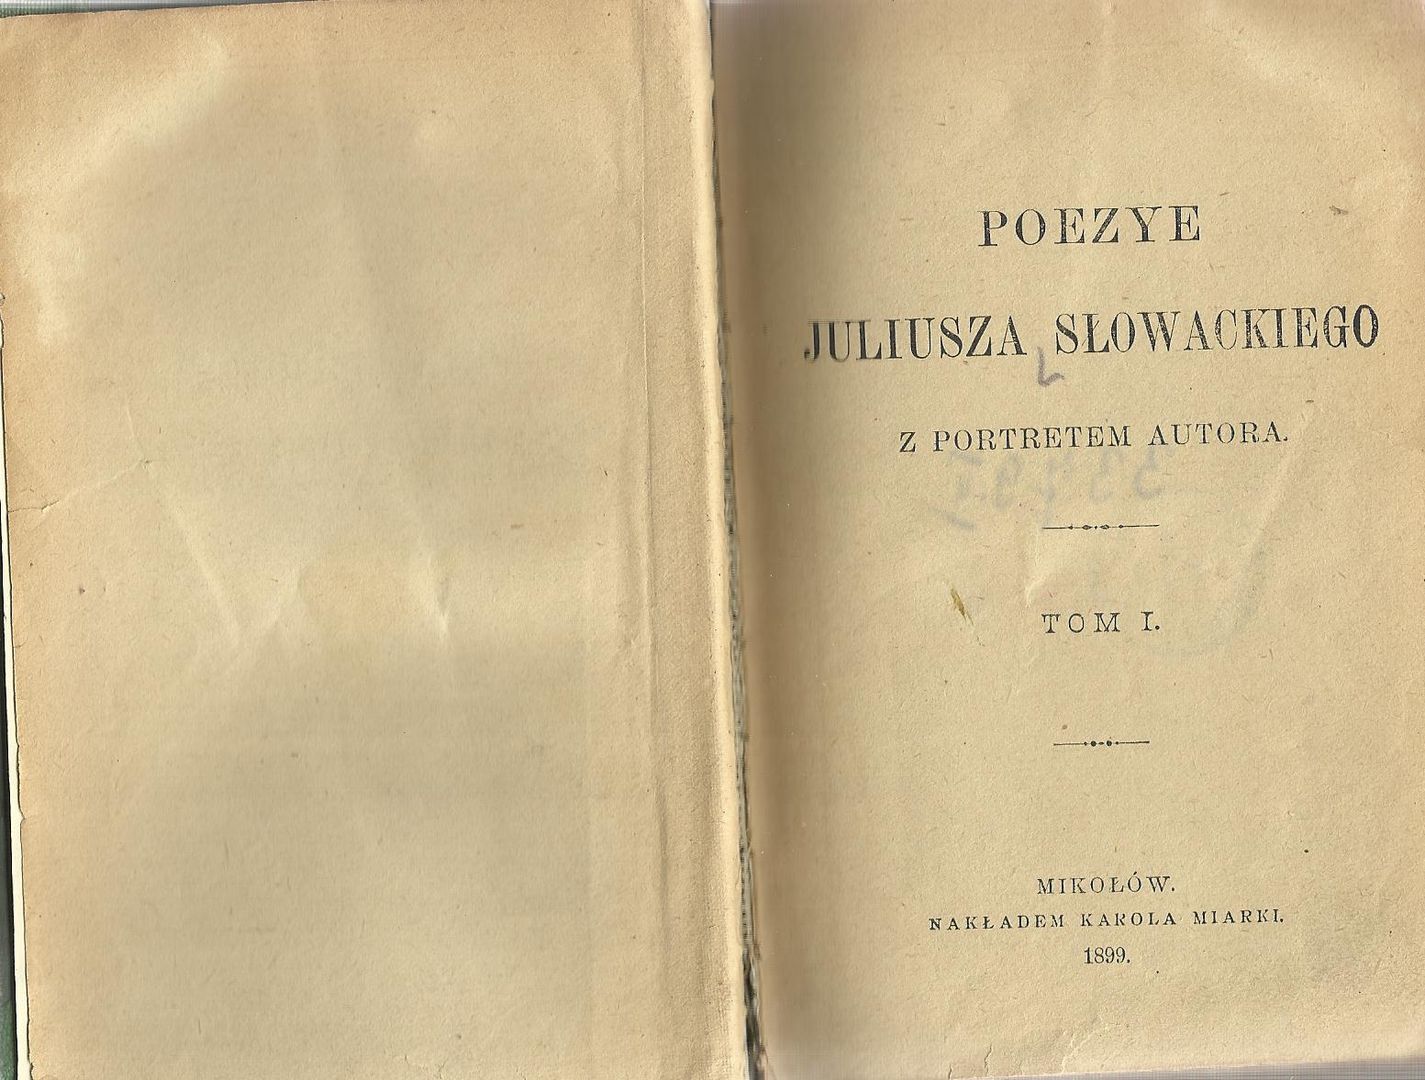 POEZYE
JULIUSZA SŁOWACKIEGO
Z PORTRETEM AUTORA.
TOM I.
MIKOŁÓW.
NAKŁADEM KAROLA MIARKI.
1899.